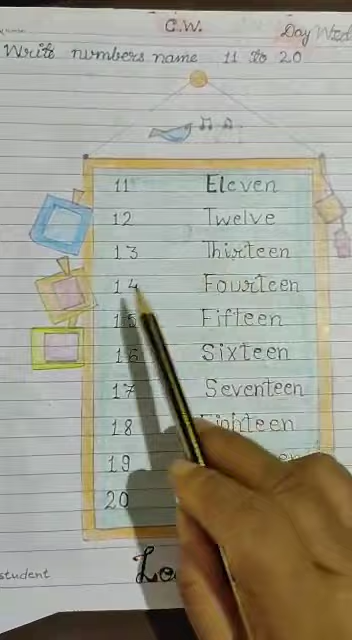 C.W.
Day Wed
Write numbers name 11 to 20
11 Eleven
12 Twelve
13 Thirteen
14 Fourteen
15 Fifteen
16 Sixteen
17 Seventeen
18 Eighteen
19
20
student